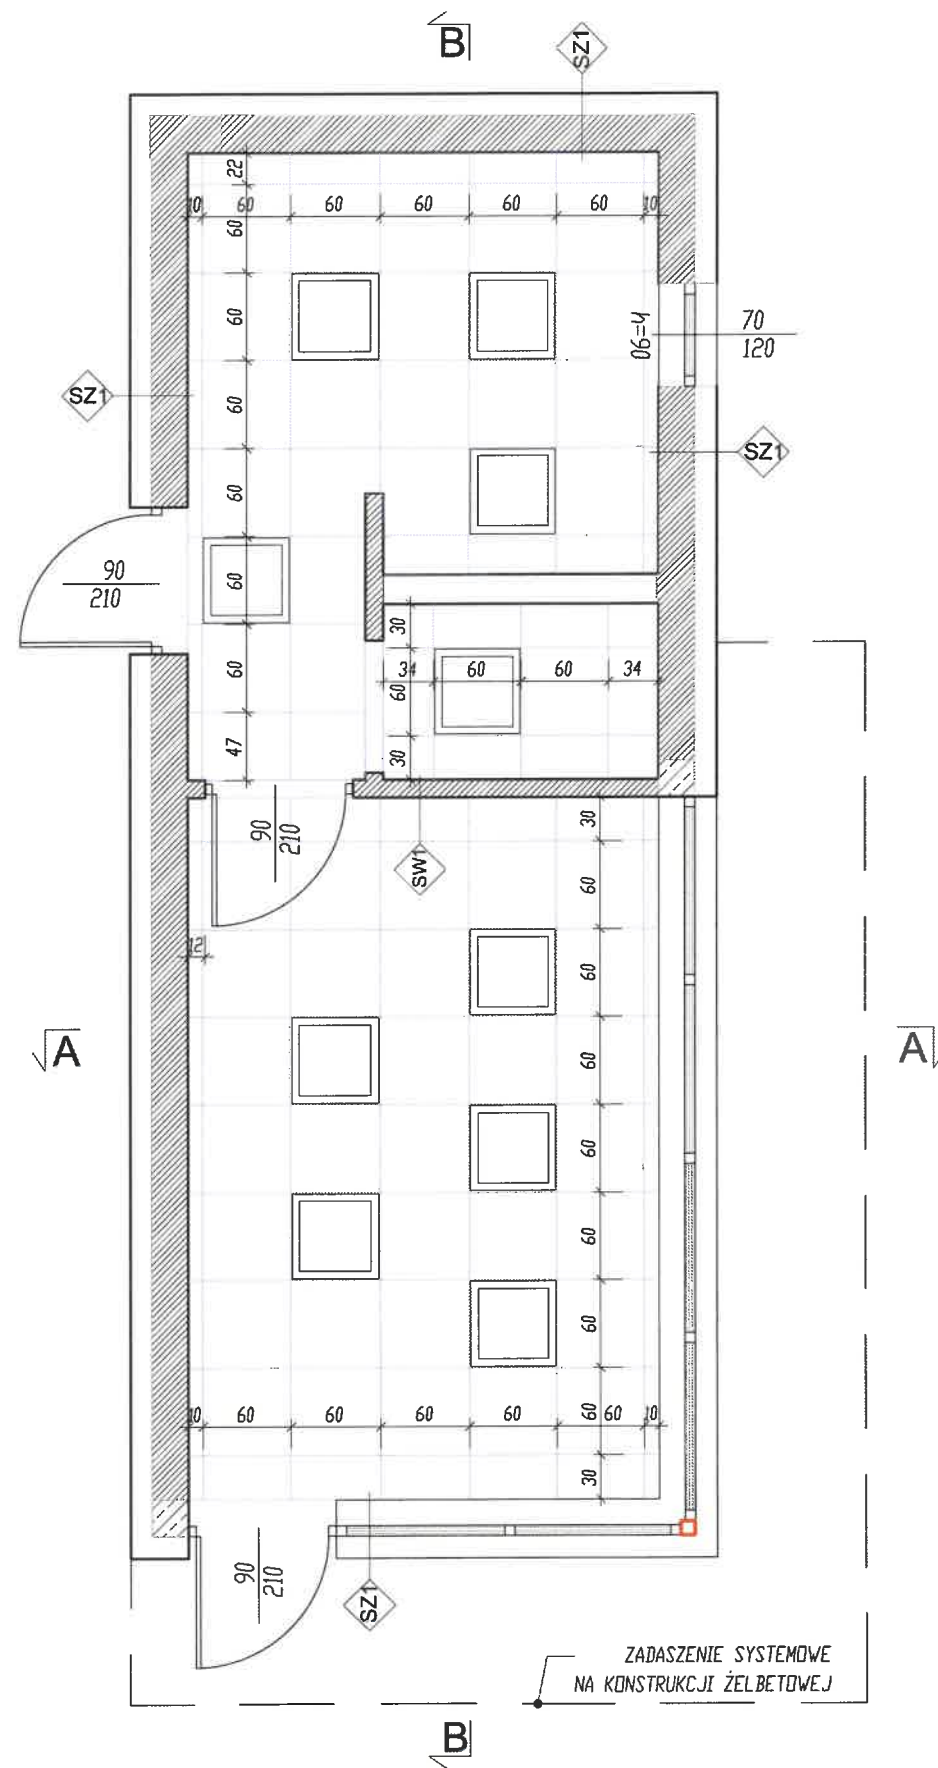 B
SZ1
22
10 60 60 60 60 60 10
60
60
h=90
70
120
SZ1
60
SZ1
60
90
210
60
30
60
34 60 60 34
60
47
30
90
210
30
SW1
60
12
60
A
A
60
60
60
60
10 60 60 60 60 60 60 10
30
90
210
SZ1
ZADASZENIE SYSTEMOWE
NA KONSTRUKCJI ŻELBETOWEJ
B